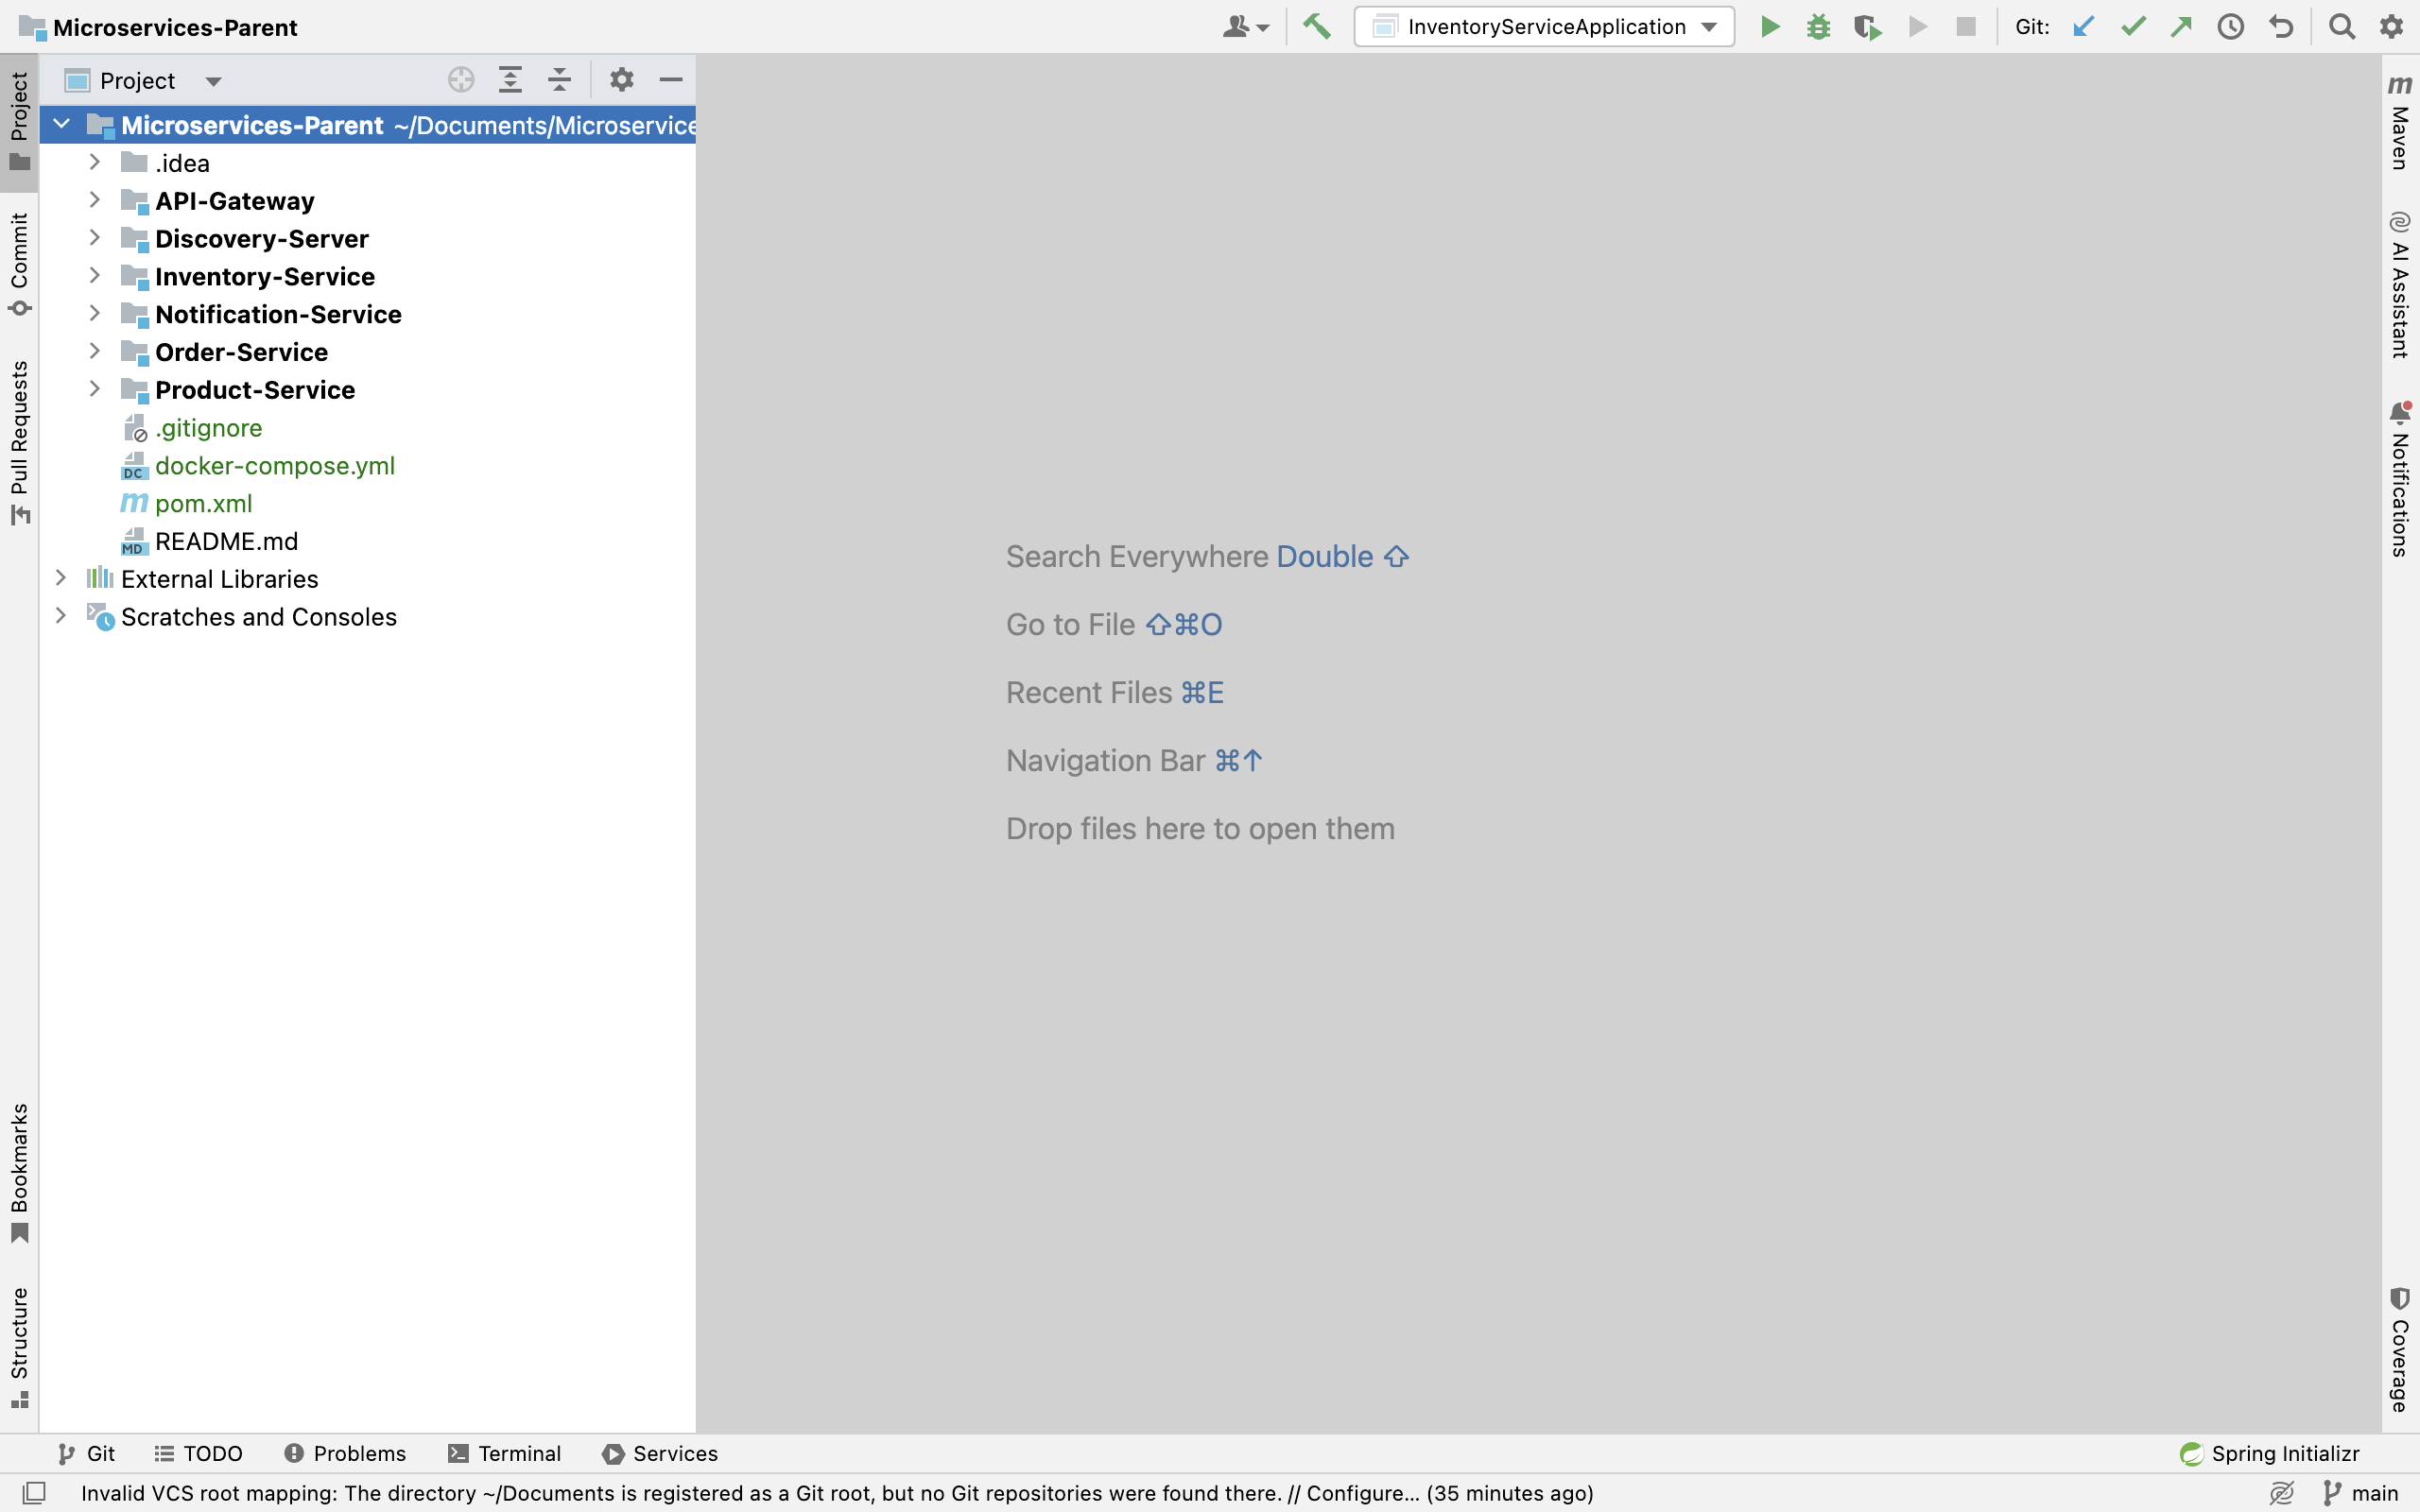 Microservices-Parent
InventoryServiceApplication
Git:
Project
Project
Commit
Pull Requests
Bookmarks
Structure
Microservices-Parent ~/Documents/Microservice
.idea
API-Gateway
Discovery-Server
Inventory-Service
Notification-Service
Order-Service
Product-Service
.gitignore
DC docker-compose.yml
m pom.xml
MD README.md
External Libraries
Scratches and Consoles
Search Everywhere Double ⇧
Go to File ⇧⌘O
Recent Files ⌘E
Navigation Bar ⌘↑
Drop files here to open them
m Maven
AI Assistant
Notifications
Coverage
Git
TODO
Problems
Terminal
Services
Spring Initializr
Invalid VCS root mapping: The directory ~/Documents is registered as a Git root, but no Git repositories were found there. // Configure... (35 minutes ago)
main